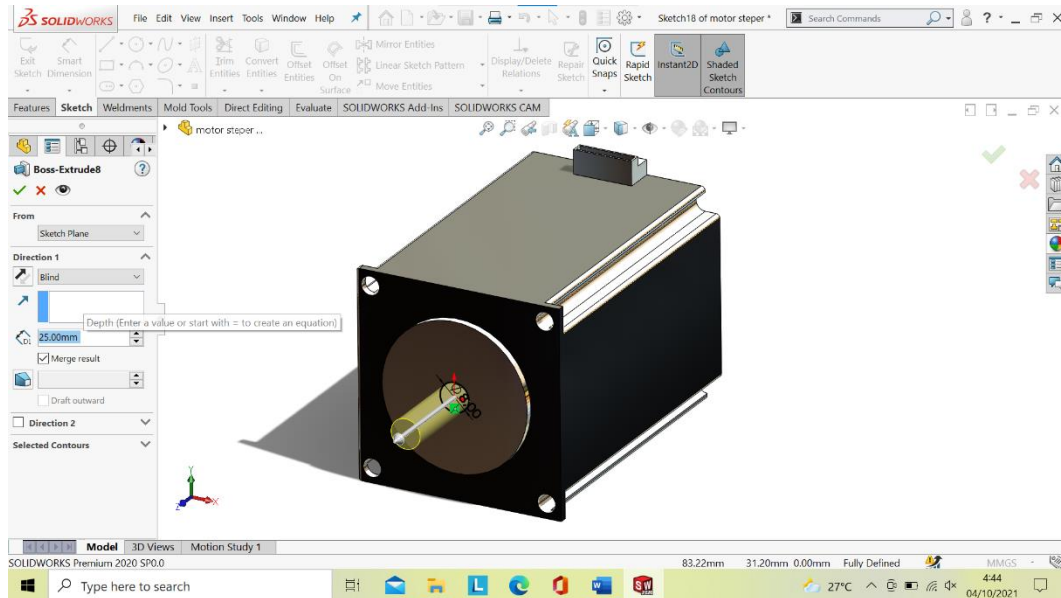 SOLIDWORKS File Edit View Insert Tools Window Help Sketch18 of motor steper * Search Commands
Exit Sketch Smart Dimension Trim Entities Convert Entities Offset Entities Offset On Surface Mirror Entities Linear Sketch Pattern Move Entities Display/Delete Relations Repair Sketch Quick Snaps Rapid Sketch Instant2D Shaded Sketch Contours
Features Sketch Weldments Mold Tools Direct Editing Evaluate SOLIDWORKS Add-Ins SOLIDWORKS CAM
motor steper ...
Boss-Extrude8
From
Sketch Plane
Direction 1
Blind
Depth (Enter a value or start with = to create an equation)
D1 25.00mm
Merge result
Draft outward
Direction 2
Selected Contours
Y
Z X
Model 3D Views Motion Study 1
SOLIDWORKS Premium 2020 SP0.0 83.22mm 31.20mm 0.00mm Fully Defined MMGS
Type here to search 27°C 4:44
04/10/2021